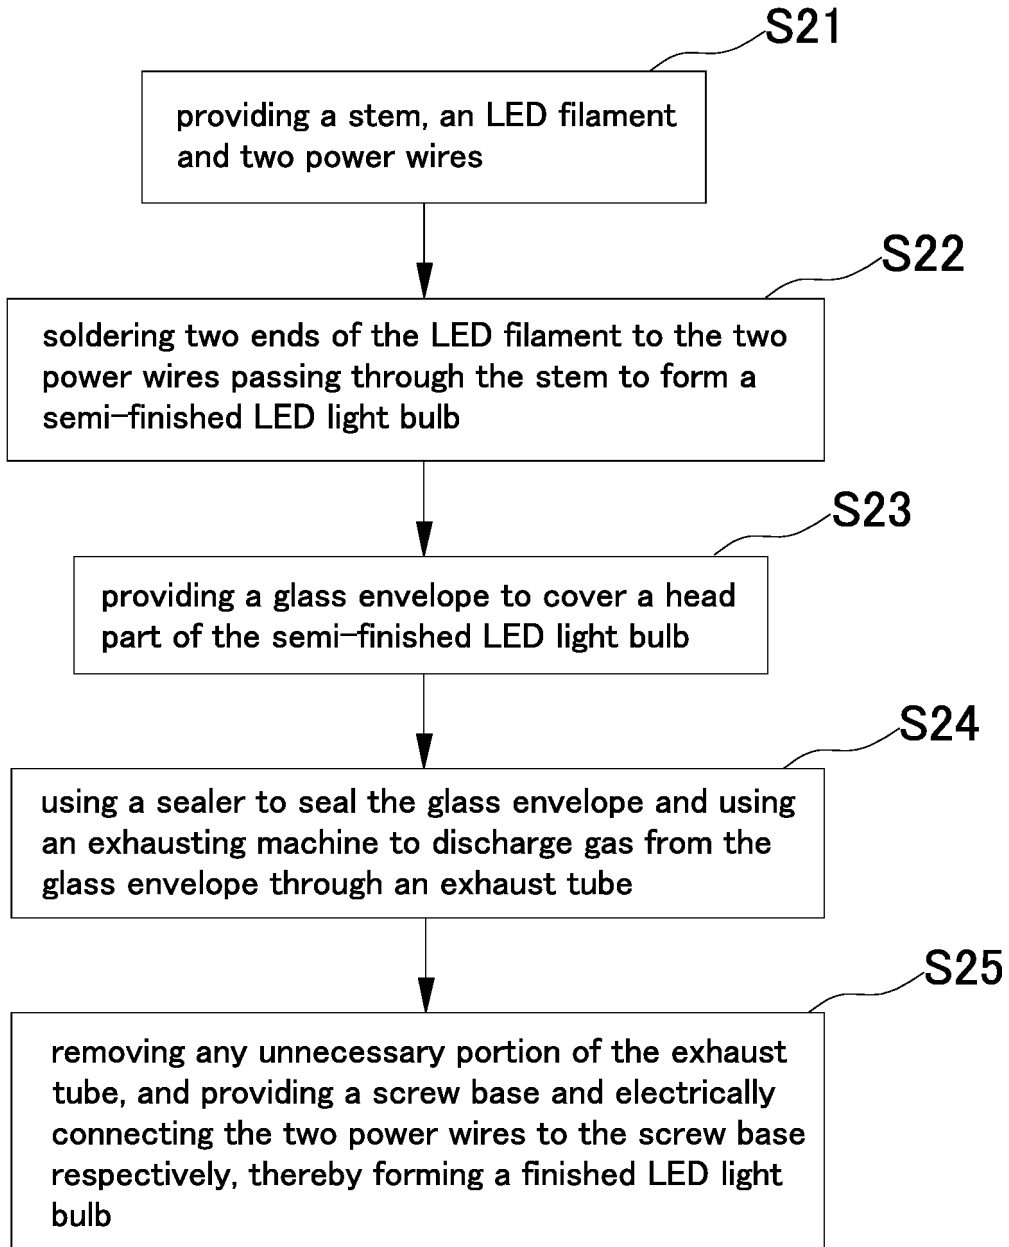 S21
providing a stem, an LED filament
and two power wires
S22
soldering two ends of the LED filament to the two
power wires passing through the stem to form a
semi-finished LED light bulb
S23
providing a glass envelope to cover a head
part of the semi-finished LED light bulb
S24
using a sealer to seal the glass envelope and using
an exhausting machine to discharge gas from the
glass envelope through an exhaust tube
S25
removing any unnecessary portion of the exhaust
tube, and providing a screw base and electrically
connecting the two power wires to the screw base
respectively, thereby forming a finished LED light
bulb